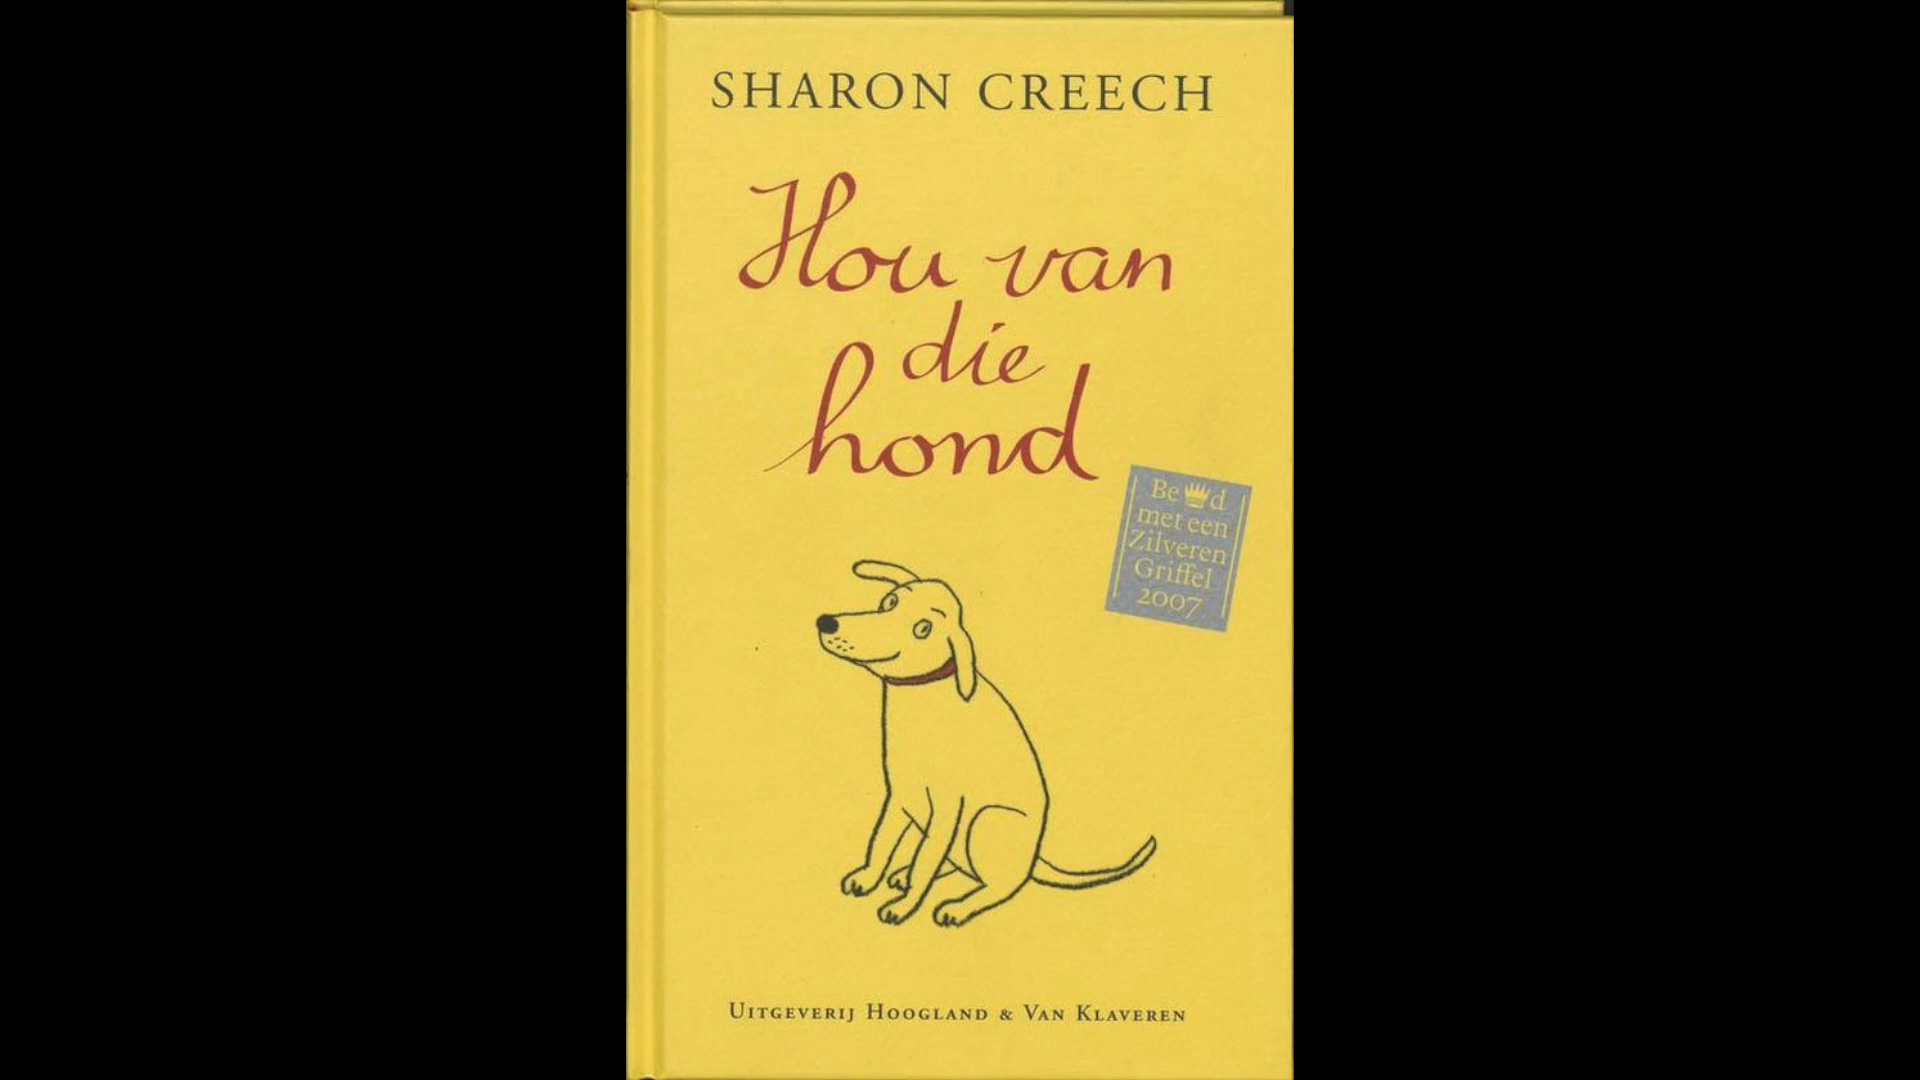 SHARON CREECH
Hou van
die
hond
Be👑d
met een
Zilveren
Griffel
2007
UITGEVERIJ HOOGLAND & VAN KLAVEREN